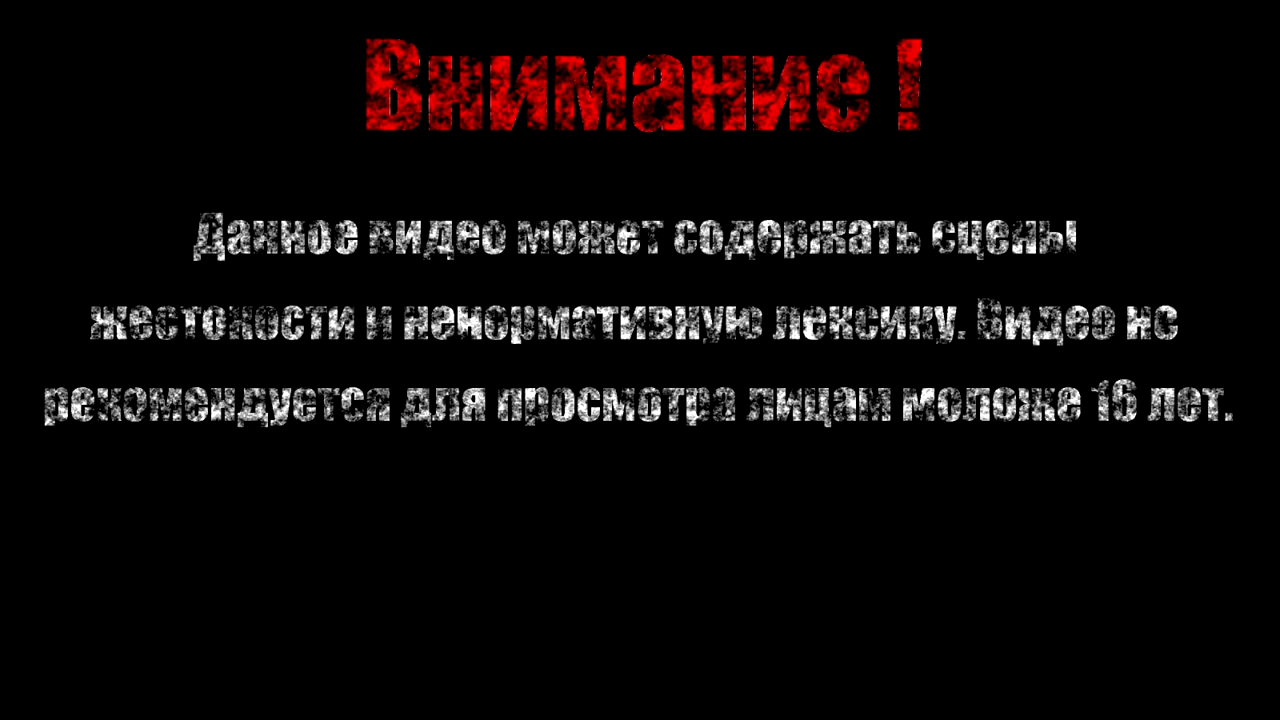 Внимание !
Данное видео может содержать сцены
жестокости и ненормативную лексику. Видео не
рекомендуется для просмотра лицам моложе 16 лет.